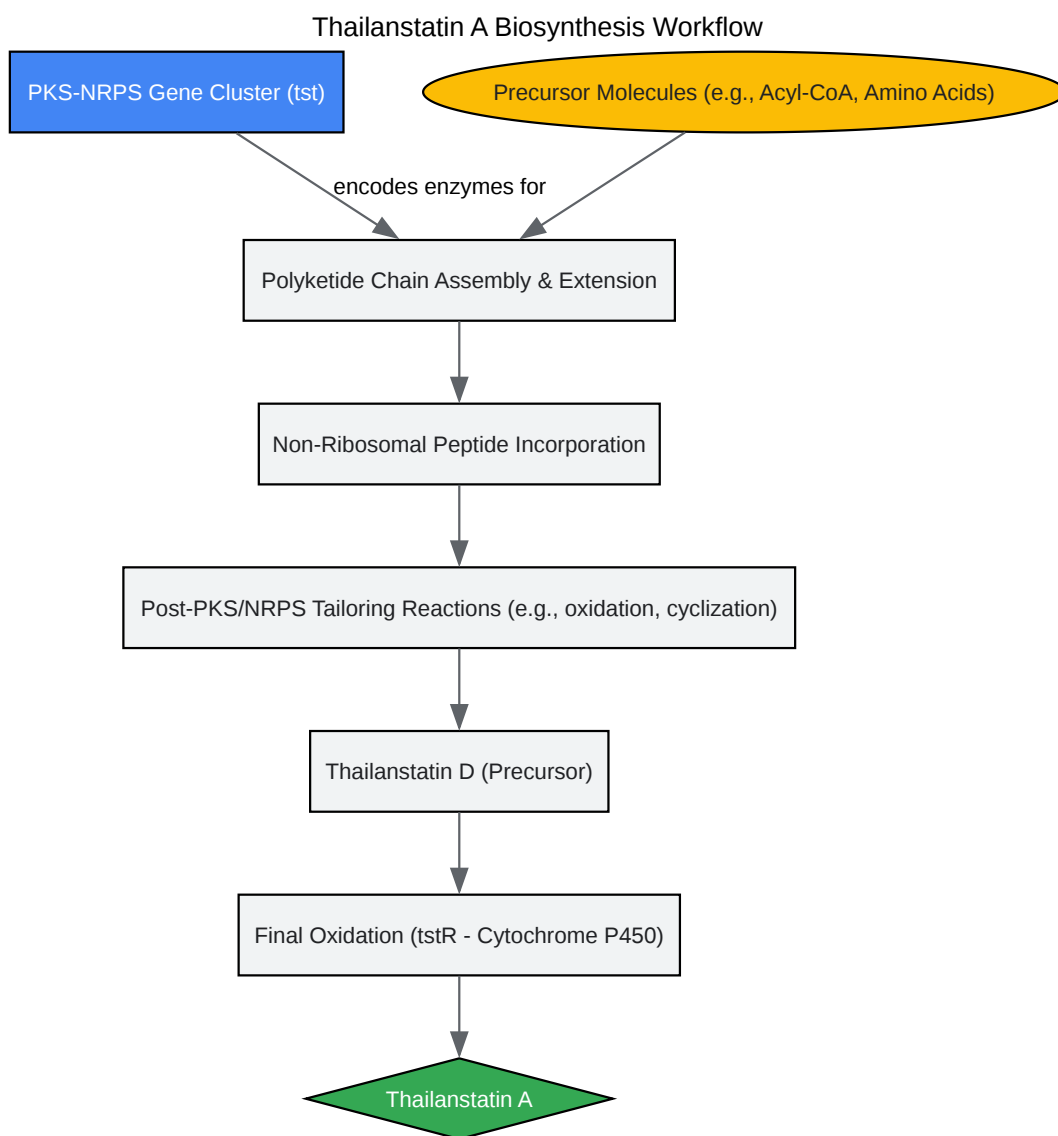 Thailanstatin A Biosynthesis Workflow
PKS-NRPS Gene Cluster (tst)
Precursor Molecules (e.g., Acyl-CoA, Amino Acids)
encodes enzymes for
Polyketide Chain Assembly & Extension
Non-Ribosomal Peptide Incorporation
Post-PKS/NRPS Tailoring Reactions (e.g., oxidation, cyclization)
Thailanstatin D (Precursor)
Final Oxidation (tstR - Cytochrome P450)
Thailanstatin A